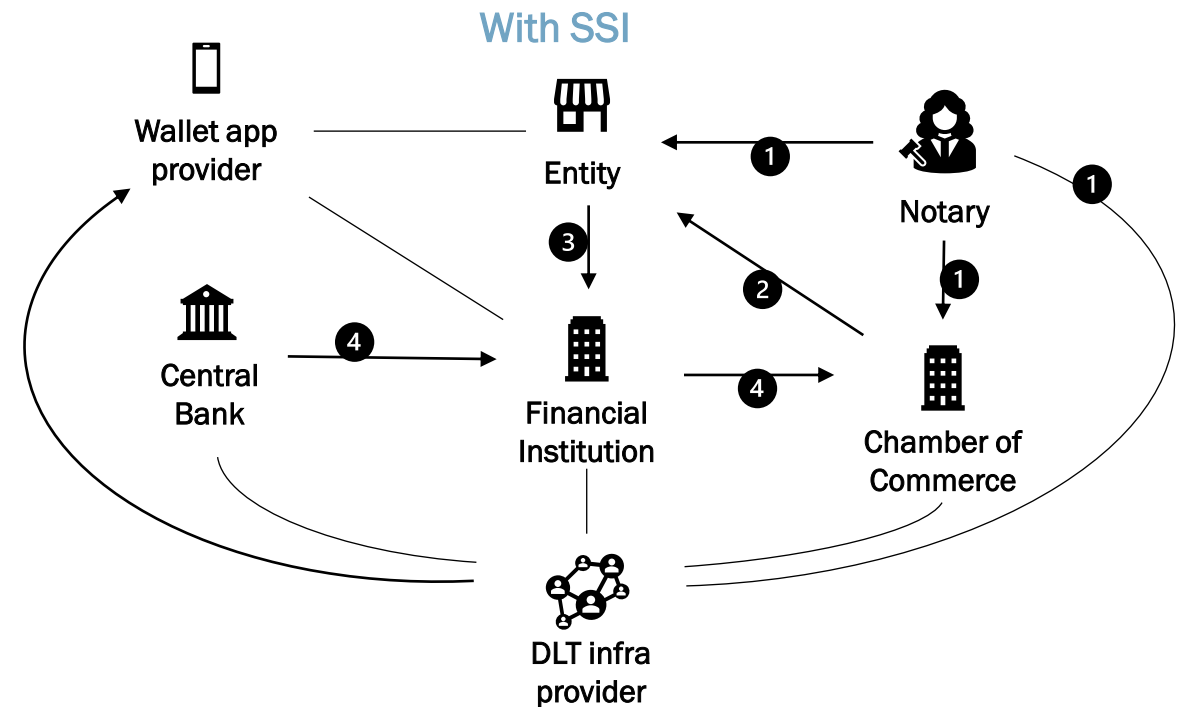 With SSI
Wallet app
provider
Entity
Notary
1
1
1
2
3
Central
Bank
4
Financial
Institution
4
Chamber of
Commerce
DLT infra
provider